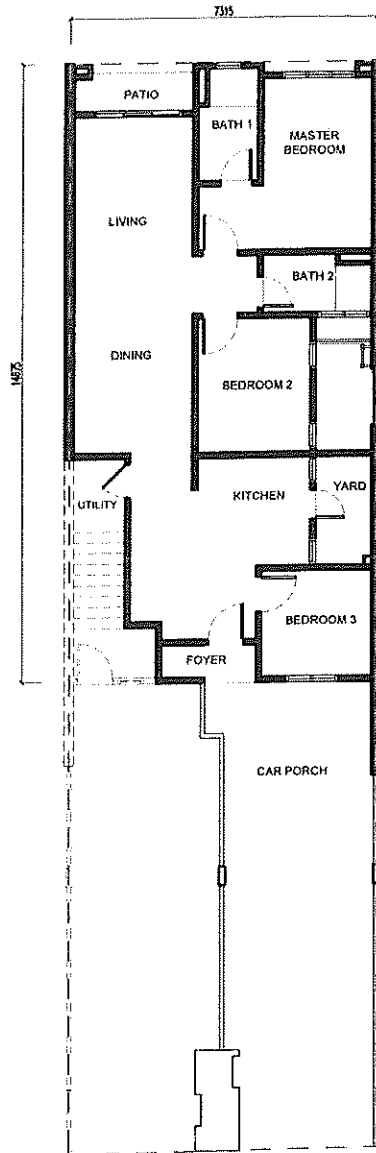 7315
PATIO
BATH 1
MASTER
BEDROOM
LIVING
BATH 2
DINING
BEDROOM 2
14875
KITCHEN
YARD
UTILITY
BEDROOM 3
FOYER
CAR PORCH